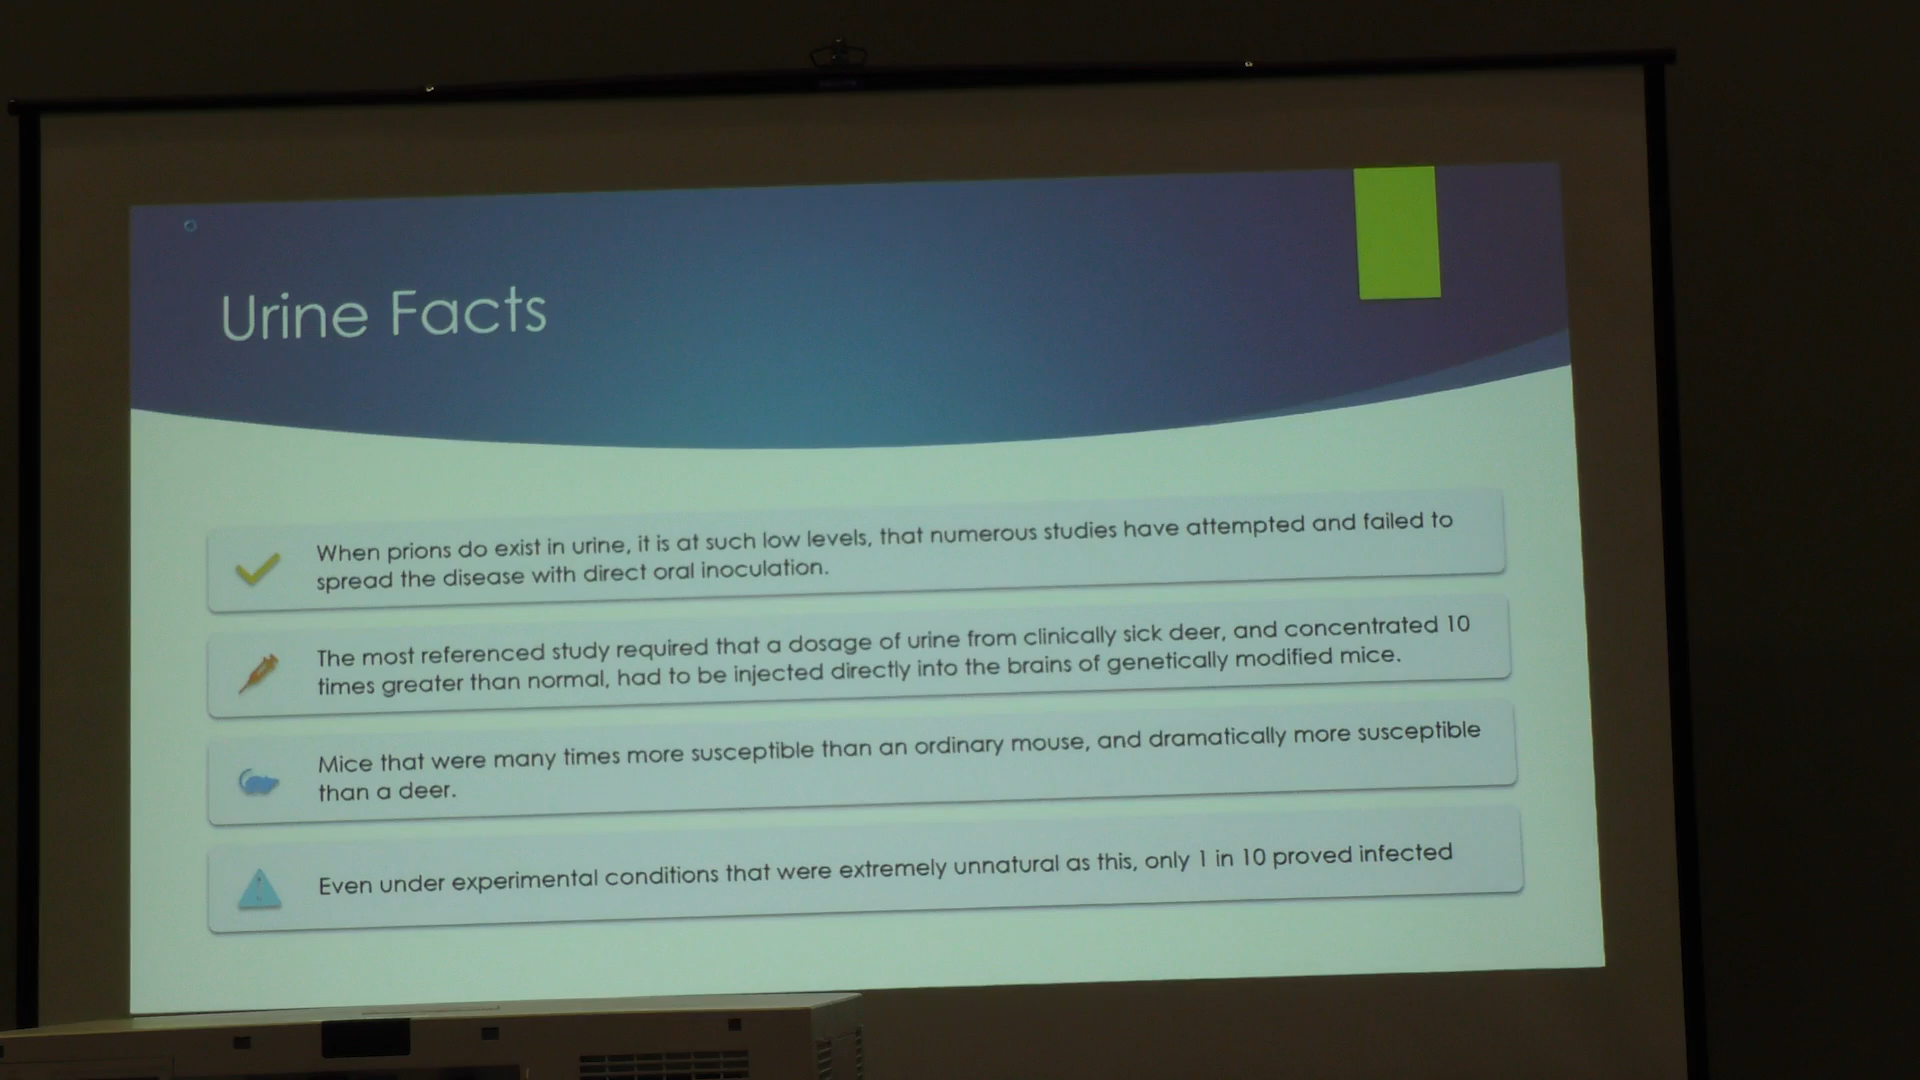 Urine Facts
When prions do exist in urine, it is at such low levels, that numerous studies have attempted and failed to
spread the disease with direct oral inoculation.
The most referenced study required that a dosage of urine from clinically sick deer, and concentrated 10
times greater than normal, had to be injected directly into the brains of genetically modified mice.
Mice that were many times more susceptible than an ordinary mouse, and dramatically more susceptible
than a deer.
Even under experimental conditions that were extremely unnatural as this, only 1 in 10 proved infected